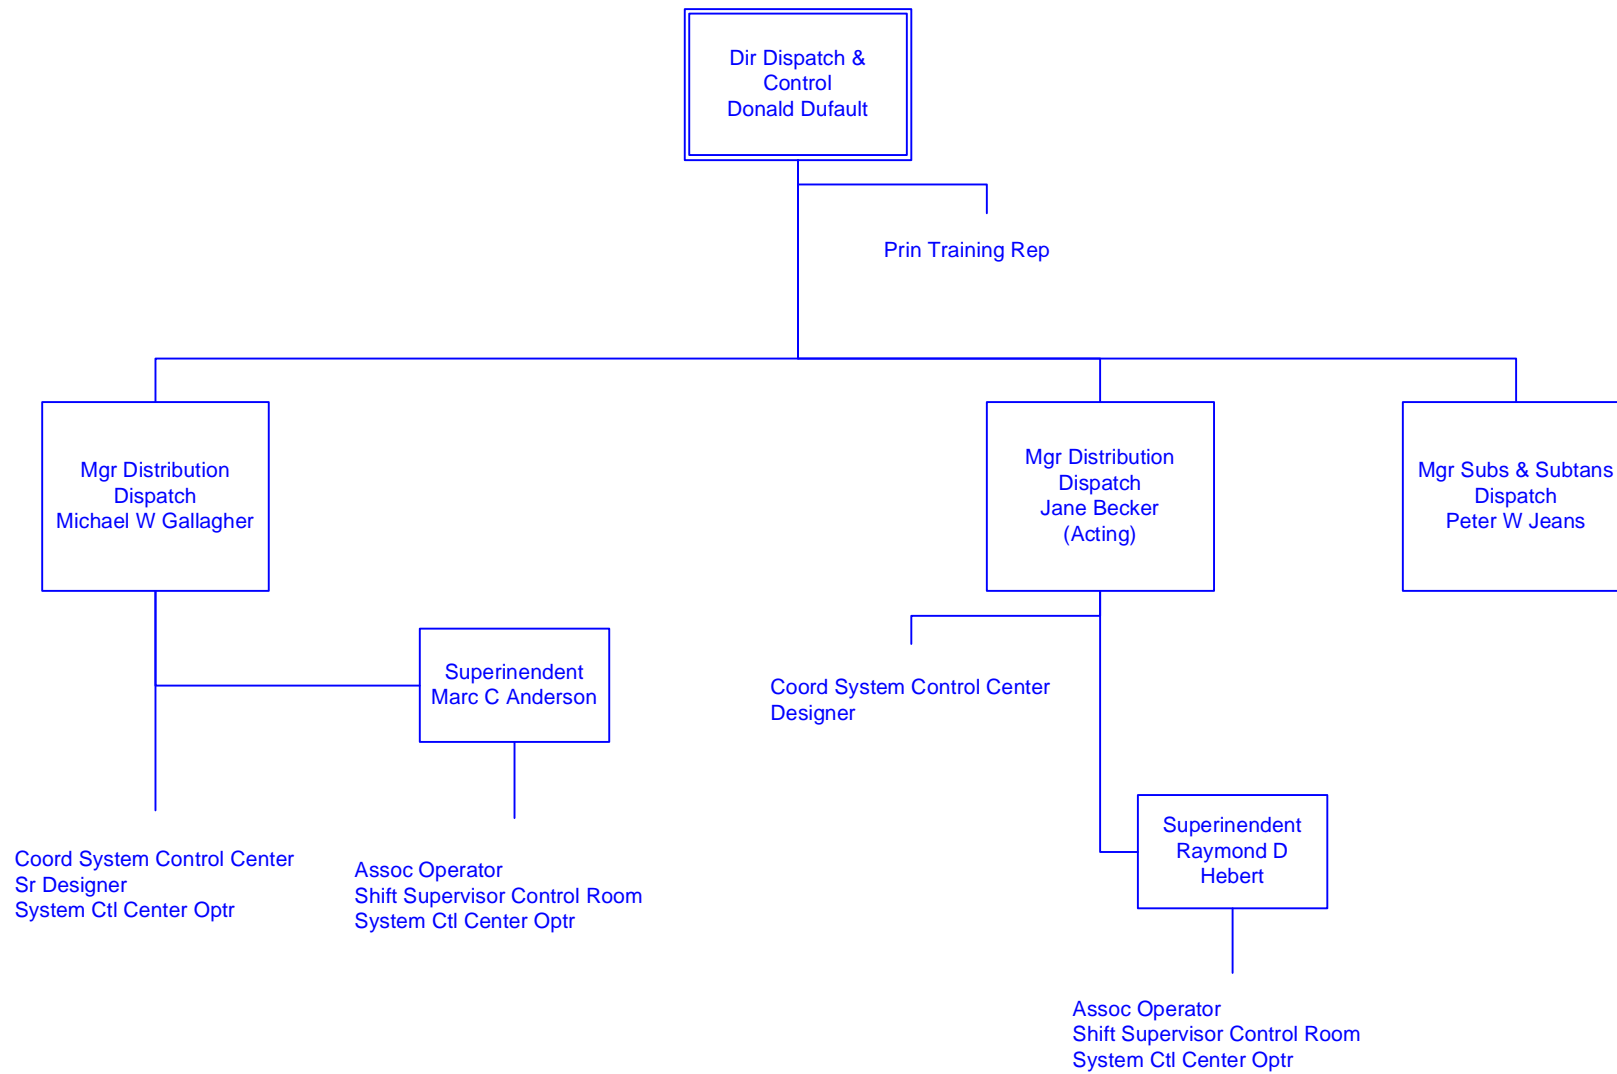 Dir Dispatch &
Control
Donald Dufault
Prin Training Rep
Mgr Distribution
Dispatch
Michael W Gallagher
Mgr Distribution
Dispatch
Jane Becker
(Acting)
Mgr Subs & Subtans
Dispatch
Peter W Jeans
Superinendent
Marc C Anderson
Coord System Control Center
Designer
Superinendent
Raymond D
Hebert
Coord System Control Center
Sr Designer
System Ctl Center Optr
Assoc Operator
Shift Supervisor Control Room
System Ctl Center Optr
Assoc Operator
Shift Supervisor Control Room
System Ctl Center Optr